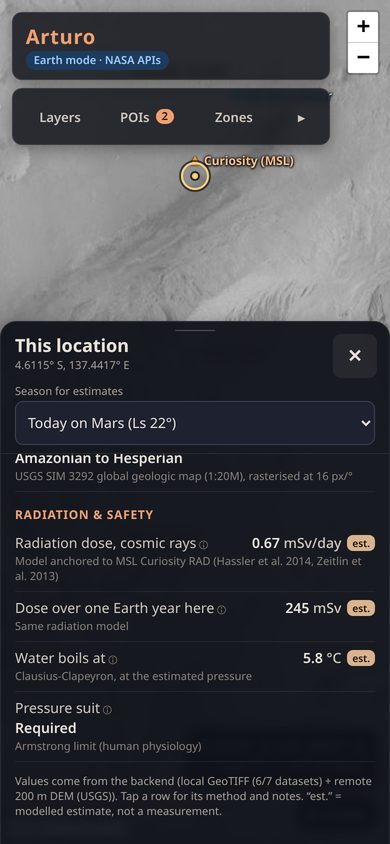 Arturo
Earth mode · NASA APIs
+
−
Layers
POIs 2
Zones
▸
Curiosity (MSL)
This location
4.6115° S, 137.4417° E
✕
Season for estimates
Today on Mars (Ls 22°)
Amazonian to Hesperian
USGS SIM 3292 global geologic map (1:20M), rasterised at 16 px/°
RADIATION & SAFETY
Radiation dose, cosmic rays ⓘ 0.67 mSv/day est.
Model anchored to MSL Curiosity RAD (Hassler et al. 2014, Zeitlin et
al. 2013)
Dose over one Earth year here ⓘ 245 mSv est.
Same radiation model
Water boils at ⓘ 5.8 °C est.
Clausius-Clapeyron, at the estimated pressure
Pressure suit ⓘ
Required
Armstrong limit (human physiology)
Values come from the backend (local GeoTIFF (6/7 datasets) + remote
200 m DEM (USGS)). Tap a row for its method and notes. “est.” =
modelled estimate, not a measurement.